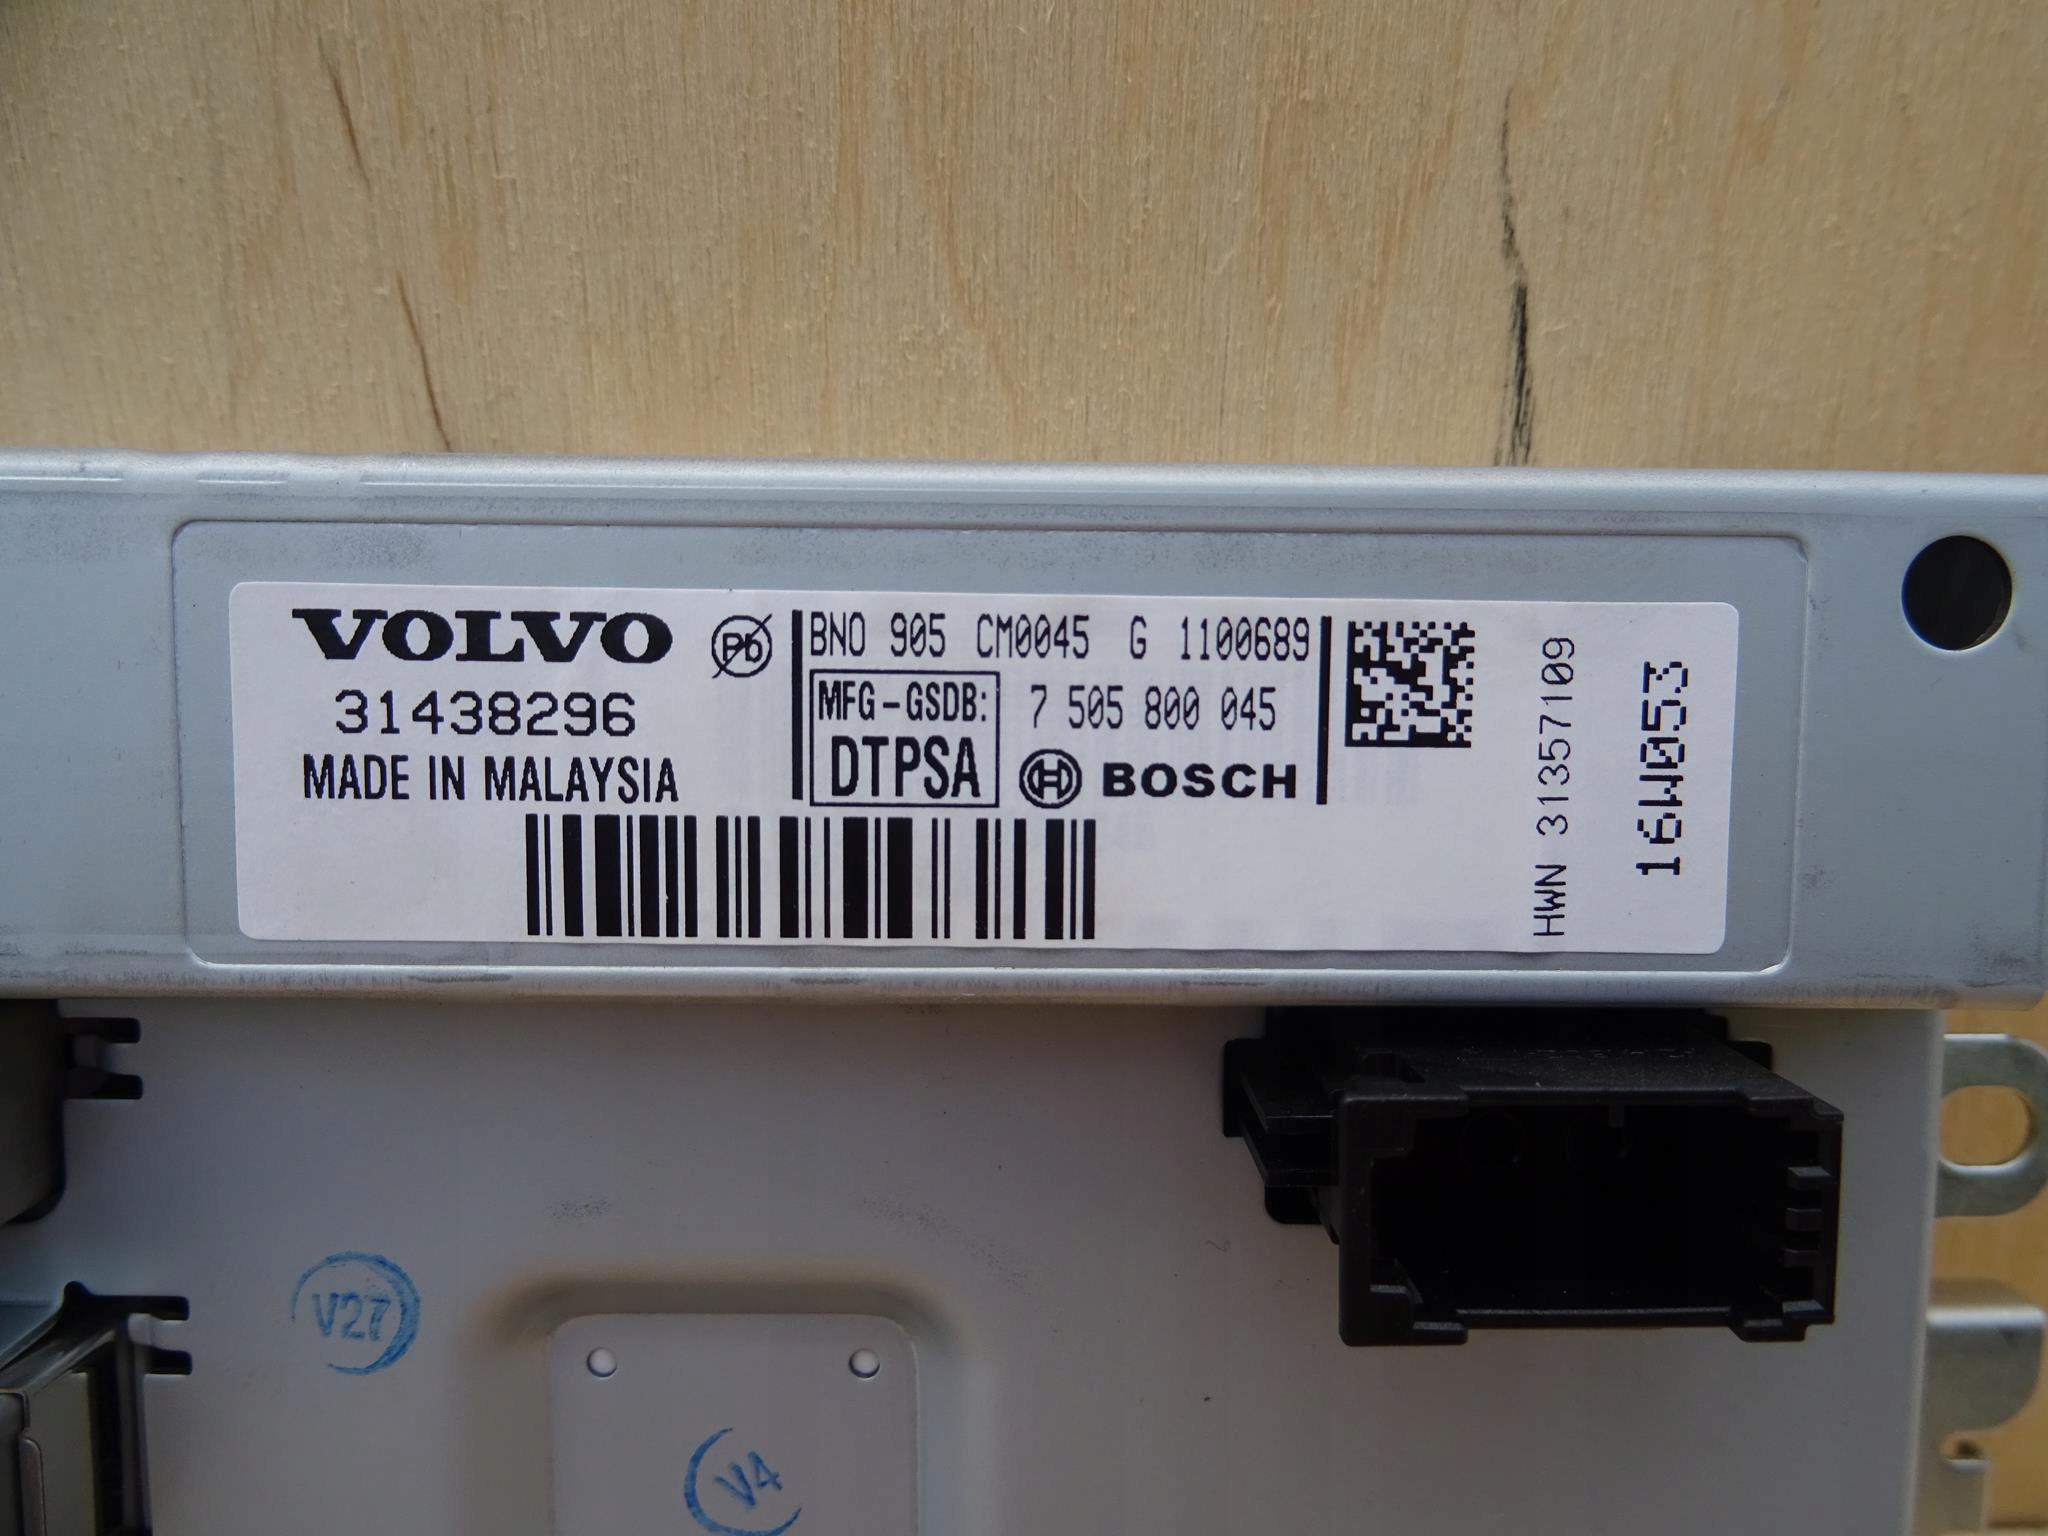 VOLVO
31438296
MADE IN MALAYSIA
Pb
BNO 905 CM0045 G 1100689
MFG-GSDB:
DTPSA
7 505 800 045
BOSCH
HWN 31357109
16W053
V27
V4